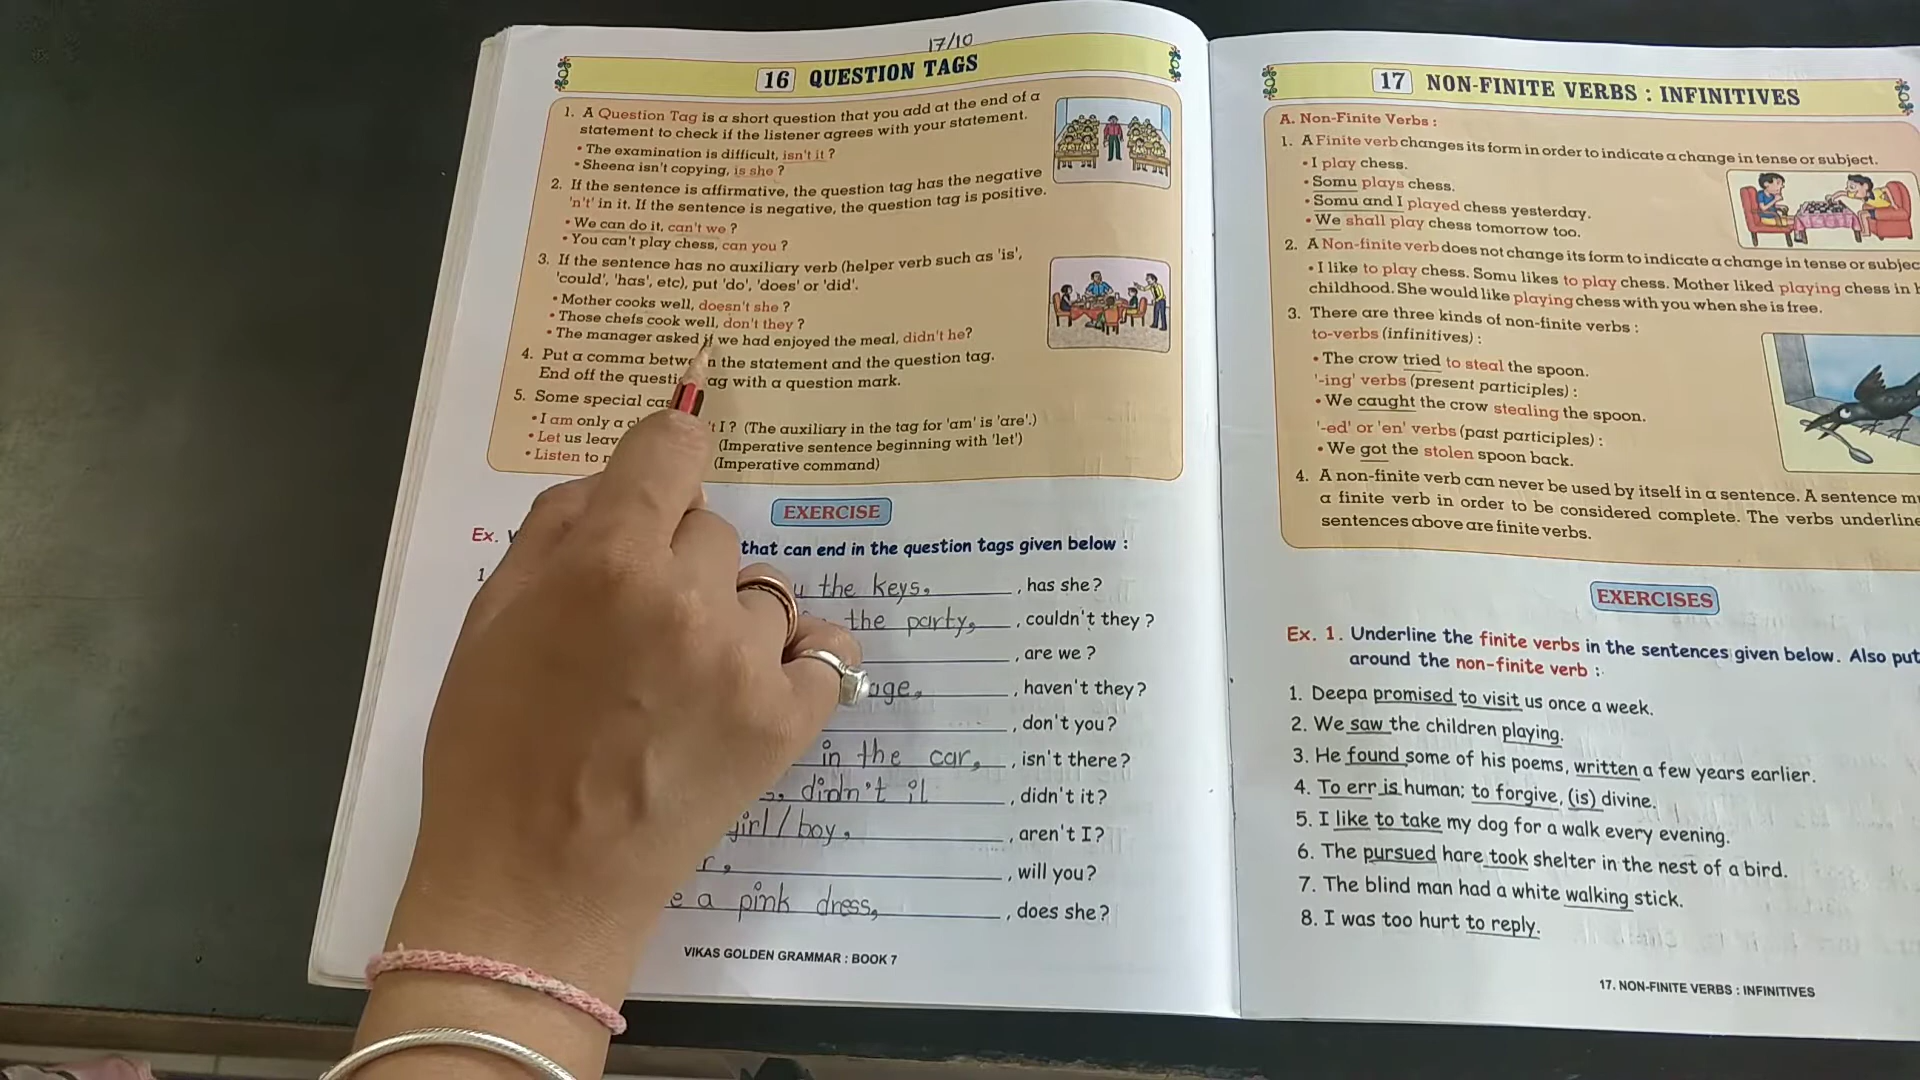 17/10
16 QUESTION TAGS
1. A Question Tag is a short question that you add at the end of a
statement to check if the listener agrees with your statement.
• The examination is difficult, isn't it ?
• Sheena isn't copying, is she ?
2. If the sentence is affirmative, the question tag has the negative
'n't' in it. If the sentence is negative, the question tag is positive.
• We can do it, can't we ?
• You can't play chess, can you ?
3. If the sentence has no auxiliary verb (helper verb such as 'is',
'could', 'has', etc), put 'do', 'does' or 'did'.
• Mother cooks well, doesn't she ?
• Those chefs cook well, don't they ?
• The manager asked if we had enjoyed the meal, didn't he?
4. Put a comma between the statement and the question tag.
End off the question tag with a question mark.
5. Some special
• I am only a 't I ? (The auxiliary in the tag for 'am' is 'are'.)
• Let us (Imperative sentence beginning with 'let')
• Listen to (Imperative command)
EXERCISE
Ex. that can end in the question tags given below :
1 the keys, , has she?
the party, , couldn't they ?
, are we ?
, haven't they?
, don't you?
in the car, , isn't there?
didn't it , didn't it?
girl / boy, , aren't I?
, will you?
a pink dress, , does she?
VIKAS GOLDEN GRAMMAR : BOOK 7
17 NON-FINITE VERBS : INFINITIVES
A. Non-Finite Verbs :
1. A Finite verb changes its form in order to indicate a change in tense or subject.
• I play chess.
• Somu plays chess.
• Somu and I played chess yesterday.
• We shall play chess tomorrow too.
2. A Non-finite verb does not change its form to indicate a change in tense or
• I like to play chess. Somu likes to play chess. Mother liked playing chess in
childhood. She would like playing chess with you when she is free.
3. There are three kinds of non-finite verbs :
to-verbs (infinitives) :
• The crow tried to steal the spoon.
'-ing' verbs (present participles) :
• We caught the crow stealing the spoon.
'-ed' or 'en' verbs (past participles) :
• We got the stolen spoon back.
4. A non-finite verb can never be used by itself in a sentence. A sentence
a finite verb in order to be considered complete. The verbs
sentences above are finite verbs.
EXERCISES
Ex. 1. Underline the finite verbs in the sentences given below. Also put
around the non-finite verb :
1. Deepa promised to visit us once a week.
2. We saw the children playing.
3. He found some of his poems, written a few years earlier.
4. To err is human; to forgive, (is) divine.
5. I like to take my dog for a walk every evening.
6. The pursued hare took shelter in the nest of a bird.
7. The blind man had a white walking stick.
8. I was too hurt to reply.
17. NON-FINITE VERBS : INFINITIVES